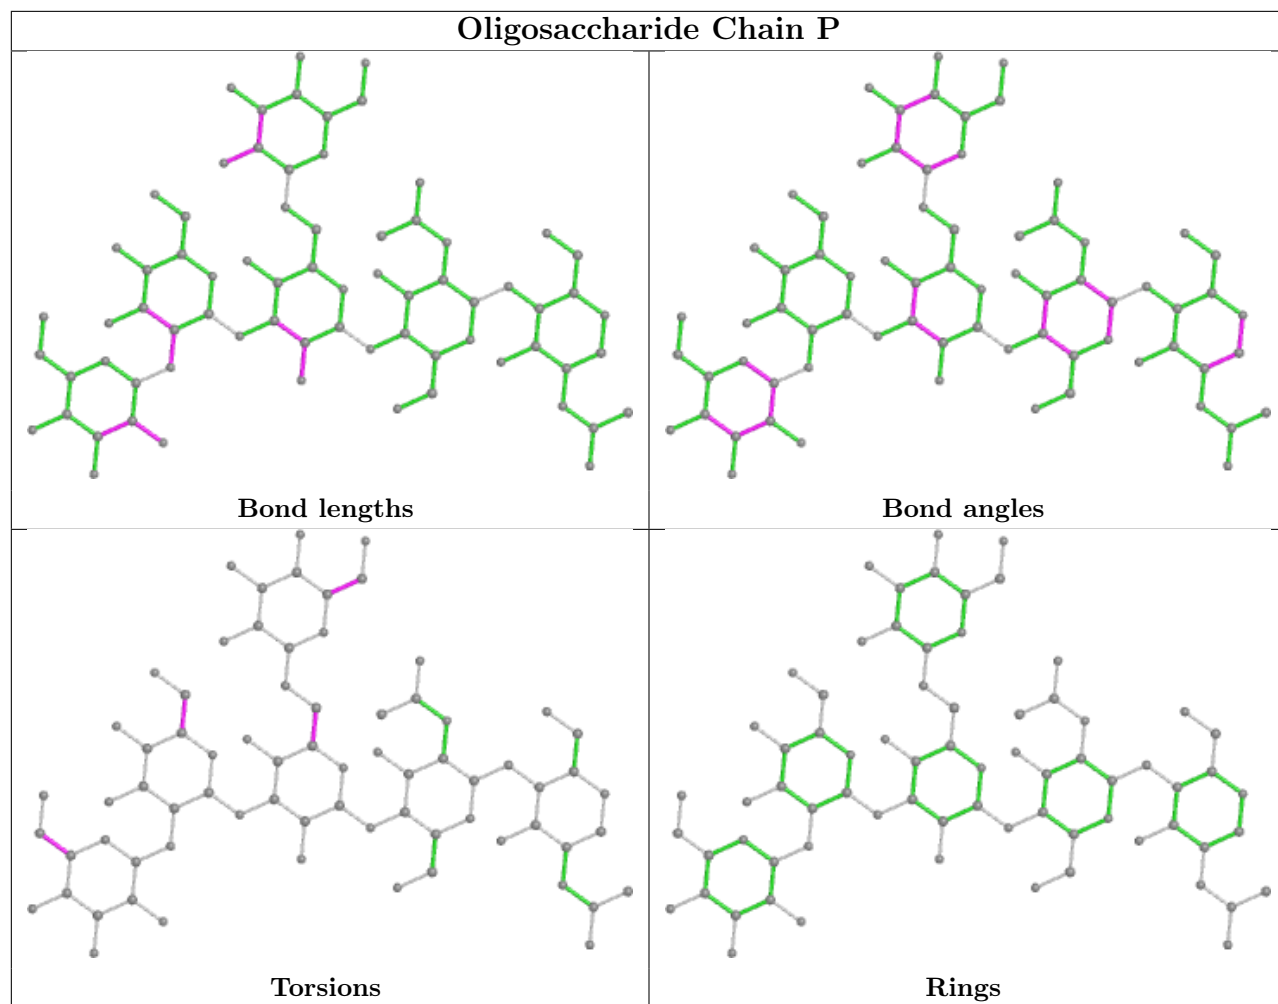 Oligosaccharide Chain P
Bond lengths
Bond angles
Torsions
Rings